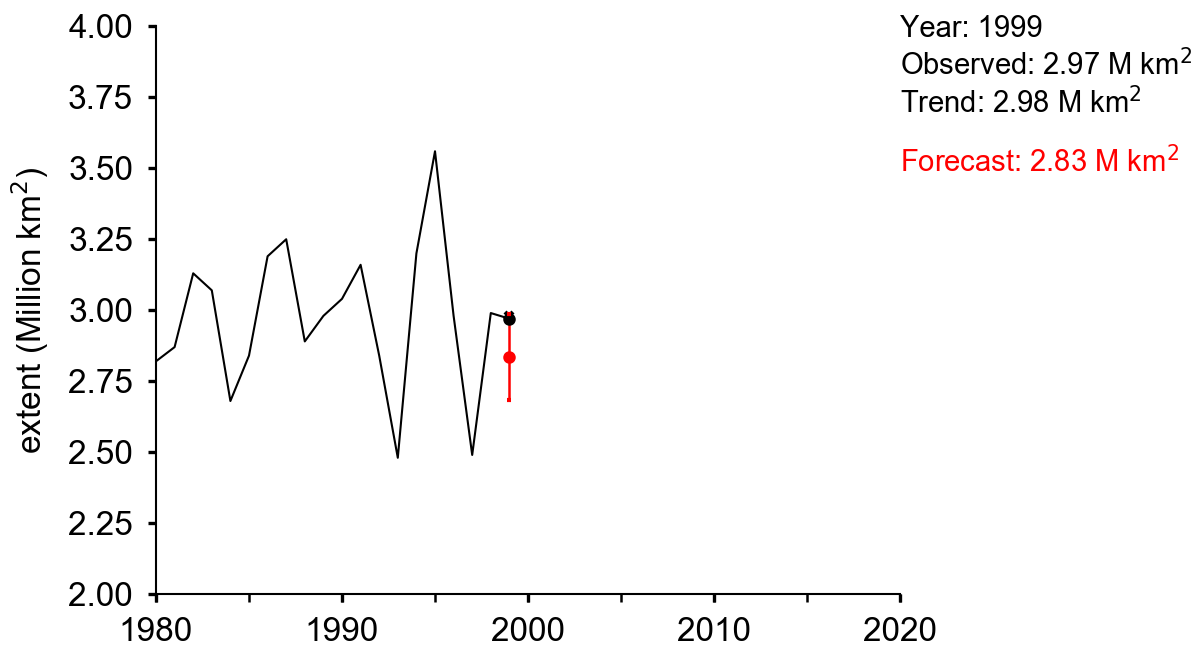 Year: 1999
Observed: 2.97 M km²
Trend: 2.98 M km²
Forecast: 2.83 M km²
extent (Million km²)
4.00
3.75
3.50
3.25
3.00
2.75
2.50
2.25
2.00
1980 1990 2000 2010 2020